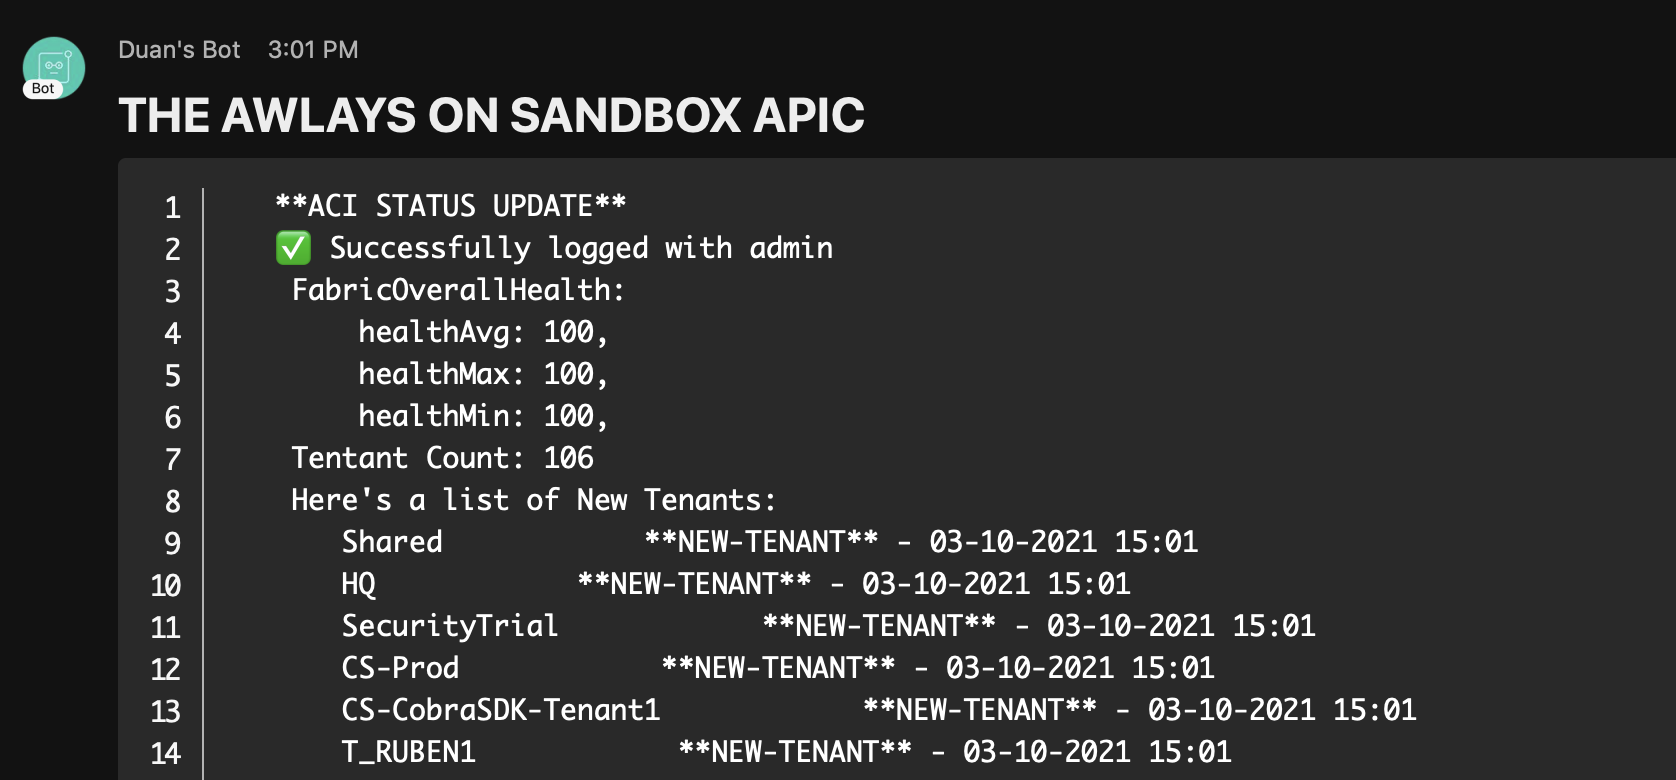 Duan's Bot 3:01 PM
Bot
THE AWLAYS ON SANDBOX APIC
1 **ACI STATUS UPDATE**
2 ✅ Successfully logged with admin
3 FabricOverallHealth:
4 healthAvg: 100,
5 healthMax: 100,
6 healthMin: 100,
7 Tentant Count: 106
8 Here's a list of New Tenants:
9 Shared **NEW-TENANT** - 03-10-2021 15:01
10 HQ **NEW-TENANT** - 03-10-2021 15:01
11 SecurityTrial **NEW-TENANT** - 03-10-2021 15:01
12 CS-Prod **NEW-TENANT** - 03-10-2021 15:01
13 CS-CobraSDK-Tenant1 **NEW-TENANT** - 03-10-2021 15:01
14 T_RUBEN1 **NEW-TENANT** - 03-10-2021 15:01